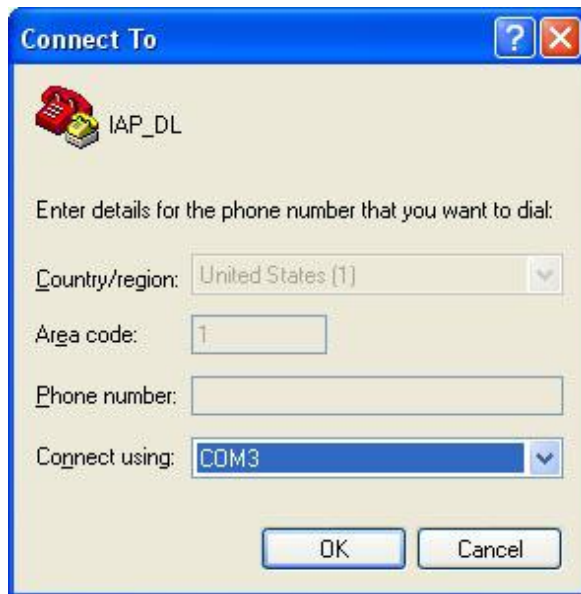 Connect To
?
IAP_DL
Enter details for the phone number that you want to dial:
Country/region: United States (1)
Area code: 1
Phone number:
Connect using: COM3
OK Cancel